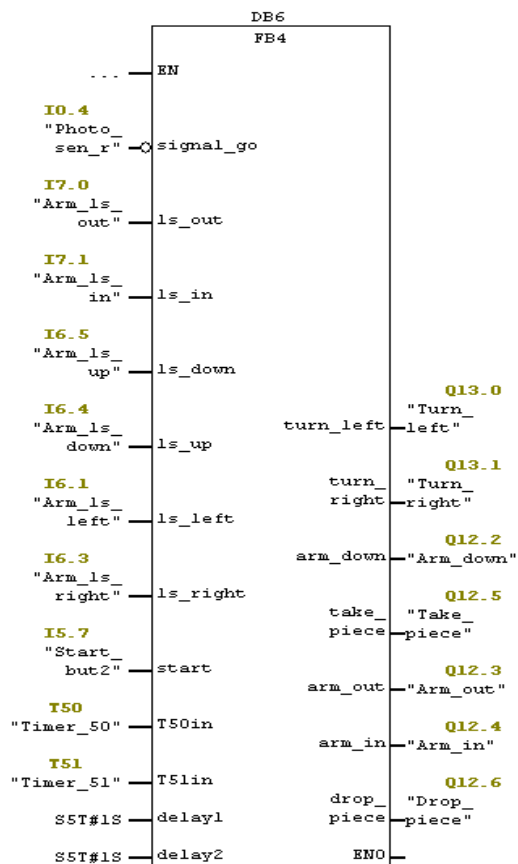 DB6
FB4
... EN
I0.4
"Photo_
sen_r" signal_go
I7.0
"Arm_ls_
out" ls_out
I7.1
"Arm_ls_
in" ls_in
I6.5
"Arm_ls_
up" ls_down
I6.4
"Arm_ls_
down" ls_up
I6.1
"Arm_ls_
left" ls_left
I6.3
"Arm_ls_
right" ls_right
I5.7
"Start_
but2" start
T50
"Timer_50" T50in
T51
"Timer_51" T51in
S5T#1S delay1
S5T#1S delay2
Q13.0
turn_left "Turn_
left"
Q13.1
turn_ "Turn_
right right"
Q12.2
arm_down "Arm_down"
Q12.5
take_ "Take_
piece piece"
Q12.3
arm_out "Arm_out"
Q12.4
arm_in "Arm_in"
Q12.6
drop_ "Drop_
piece piece"
ENO